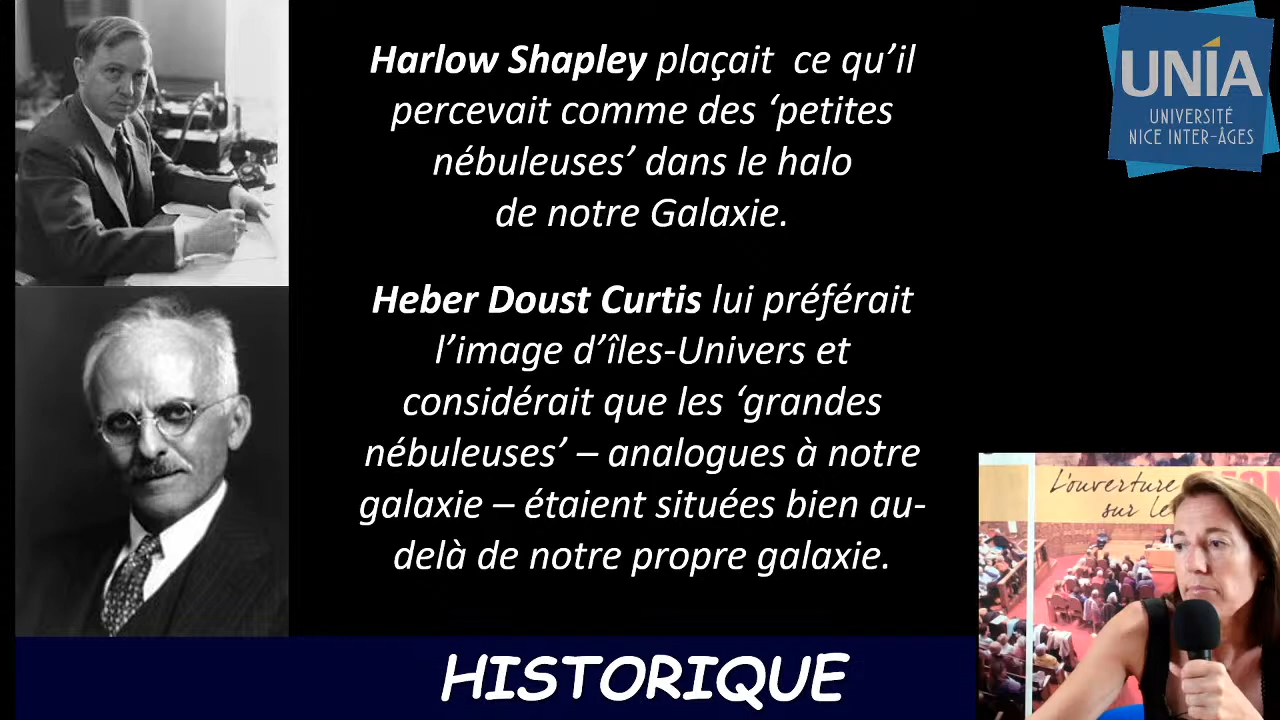 Harlow Shapley plaçait ce qu’il
percevait comme des ‘petites
nébuleuses’ dans le halo
de notre Galaxie.
Heber Doust Curtis lui préférait
l’image d’îles-Univers et
considérait que les ‘grandes
nébuleuses’ – analogues à notre
galaxie – étaient situées bien au-
delà de notre propre galaxie.
HISTORIQUE
UNÍA
UNIVERSITÉ
NICE INTER-ÂGES
L'ouverture
sur le